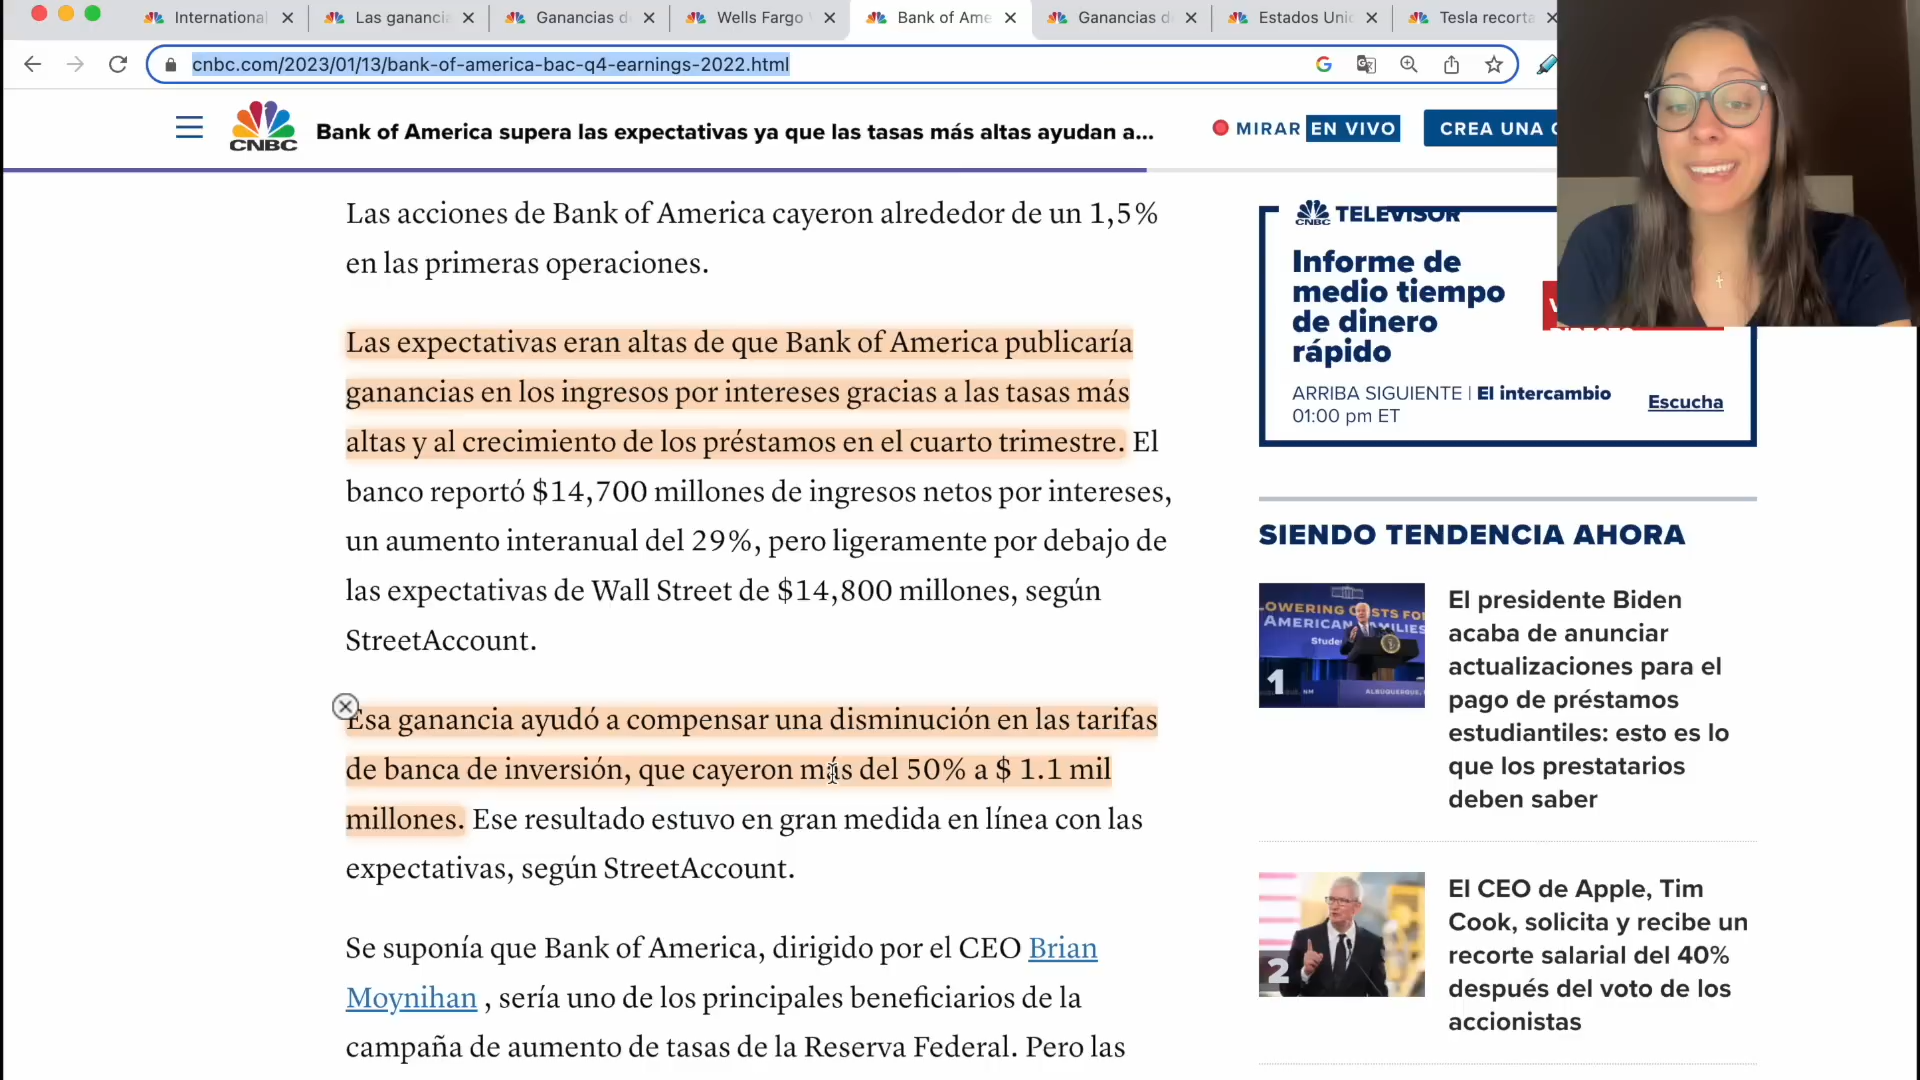 International
Las ganancia
Ganancias d
Wells Fargo
Bank of Ame
Ganancias d
Estados Unid
Tesla recorta
cnbc.com/2023/01/13/bank-of-america-bac-q4-earnings-2022.html
CNBC
Bank of America supera las expectativas ya que las tasas más altas ayudan a...
MIRAR EN VIVO
CREA UNA C
Las acciones de Bank of America cayeron alrededor de un 1,5%
en las primeras operaciones.
Las expectativas eran altas de que Bank of America publicaría
ganancias en los ingresos por intereses gracias a las tasas más
altas y al crecimiento de los préstamos en el cuarto trimestre. El
banco reportó $14,700 millones de ingresos netos por intereses,
un aumento interanual del 29%, pero ligeramente por debajo de
las expectativas de Wall Street de $14,800 millones, según
StreetAccount.
Esa ganancia ayudó a compensar una disminución en las tarifas
de banca de inversión, que cayeron más del 50% a $ 1.1 mil
millones. Ese resultado estuvo en gran medida en línea con las
expectativas, según StreetAccount.
Se suponía que Bank of America, dirigido por el CEO Brian
Moynihan , sería uno de los principales beneficiarios de la
campaña de aumento de tasas de la Reserva Federal. Pero las
CNBC TELEVISOR
Informe de
medio tiempo
de dinero
rápido
ARRIBA SIGUIENTE | El intercambio
01:00 pm ET
Escucha
SIENDO TENDENCIA AHORA
LOWERING COSTS FO
AMERICAN FAMILIES
Stude
ALBUQUERQUE,
1
El presidente Biden
acaba de anunciar
actualizaciones para el
pago de préstamos
estudiantiles: esto es lo
que los prestatarios
deben saber
2
El CEO de Apple, Tim
Cook, solicita y recibe un
recorte salarial del 40%
después del voto de los
accionistas